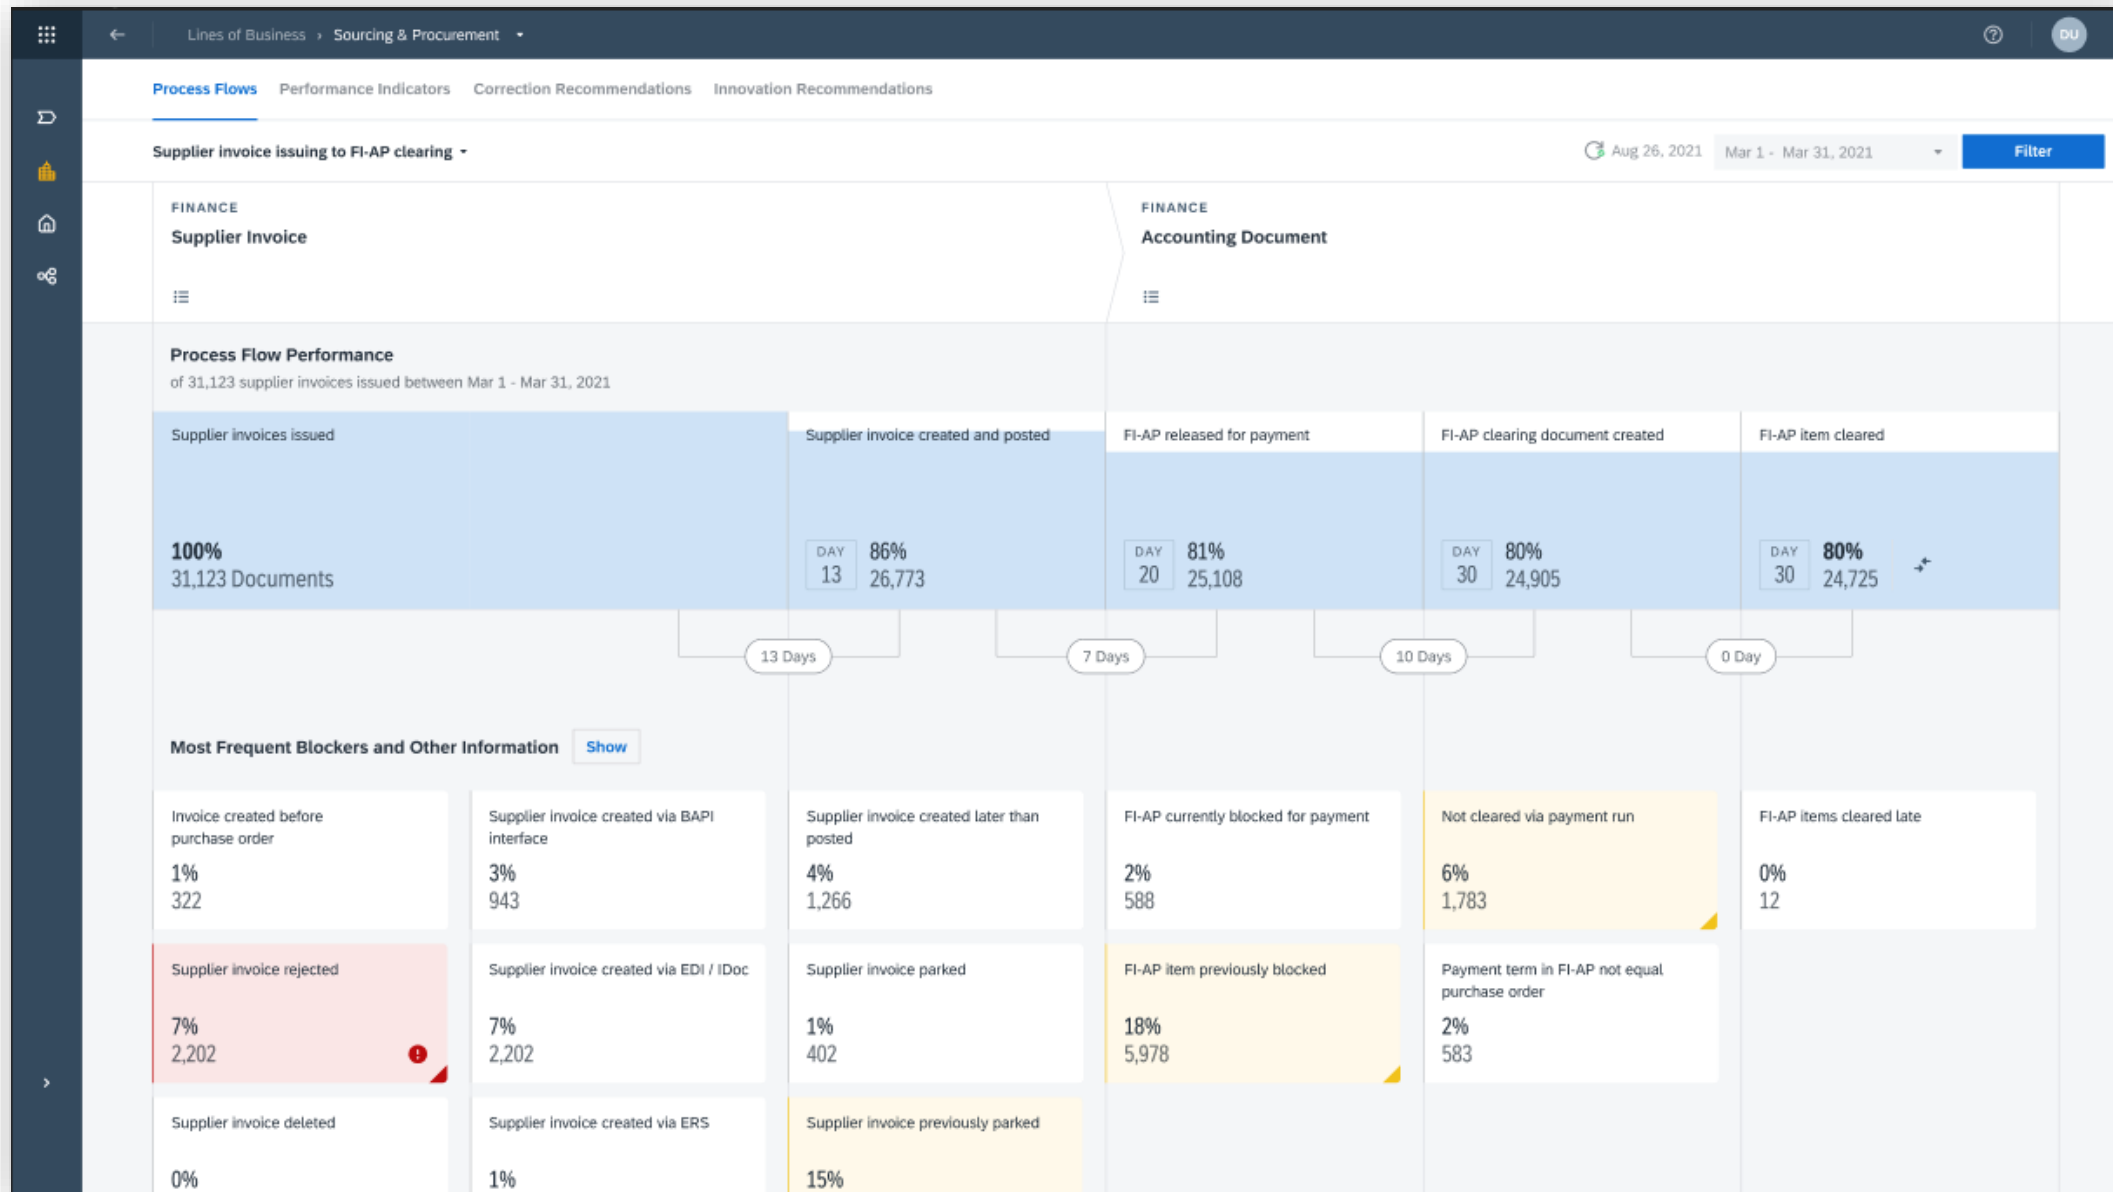 Lines of Business › Sourcing & Procurement
DU
Process Flows Performance Indicators Correction Recommendations Innovation Recommendations
Supplier invoice issuing to FI-AP clearing
Aug 26, 2021 Mar 1 - Mar 31, 2021 Filter
FINANCE
Supplier Invoice
FINANCE
Accounting Document
Process Flow Performance
of 31,123 supplier invoices issued between Mar 1 - Mar 31, 2021
Supplier invoices issued
100%
31,123 Documents
Supplier invoice created and posted
DAY
13
86%
26,773
FI-AP released for payment
DAY
20
81%
25,108
FI-AP clearing document created
DAY
30
80%
24,905
FI-AP item cleared
DAY
30
80%
24,725
13 Days
7 Days
10 Days
0 Day
Most Frequent Blockers and Other Information Show
Invoice created before
purchase order
1%
322
Supplier invoice created via BAPI
interface
3%
943
Supplier invoice created later than
posted
4%
1,266
FI-AP currently blocked for payment
2%
588
Not cleared via payment run
6%
1,783
FI-AP items cleared late
0%
12
Supplier invoice rejected
7%
2,202
Supplier invoice created via EDI / IDoc
7%
2,202
Supplier invoice parked
1%
402
FI-AP item previously blocked
18%
5,978
Payment term in FI-AP not equal
purchase order
2%
583
Supplier invoice deleted
0%
Supplier invoice created via ERS
1%
Supplier invoice previously parked
15%